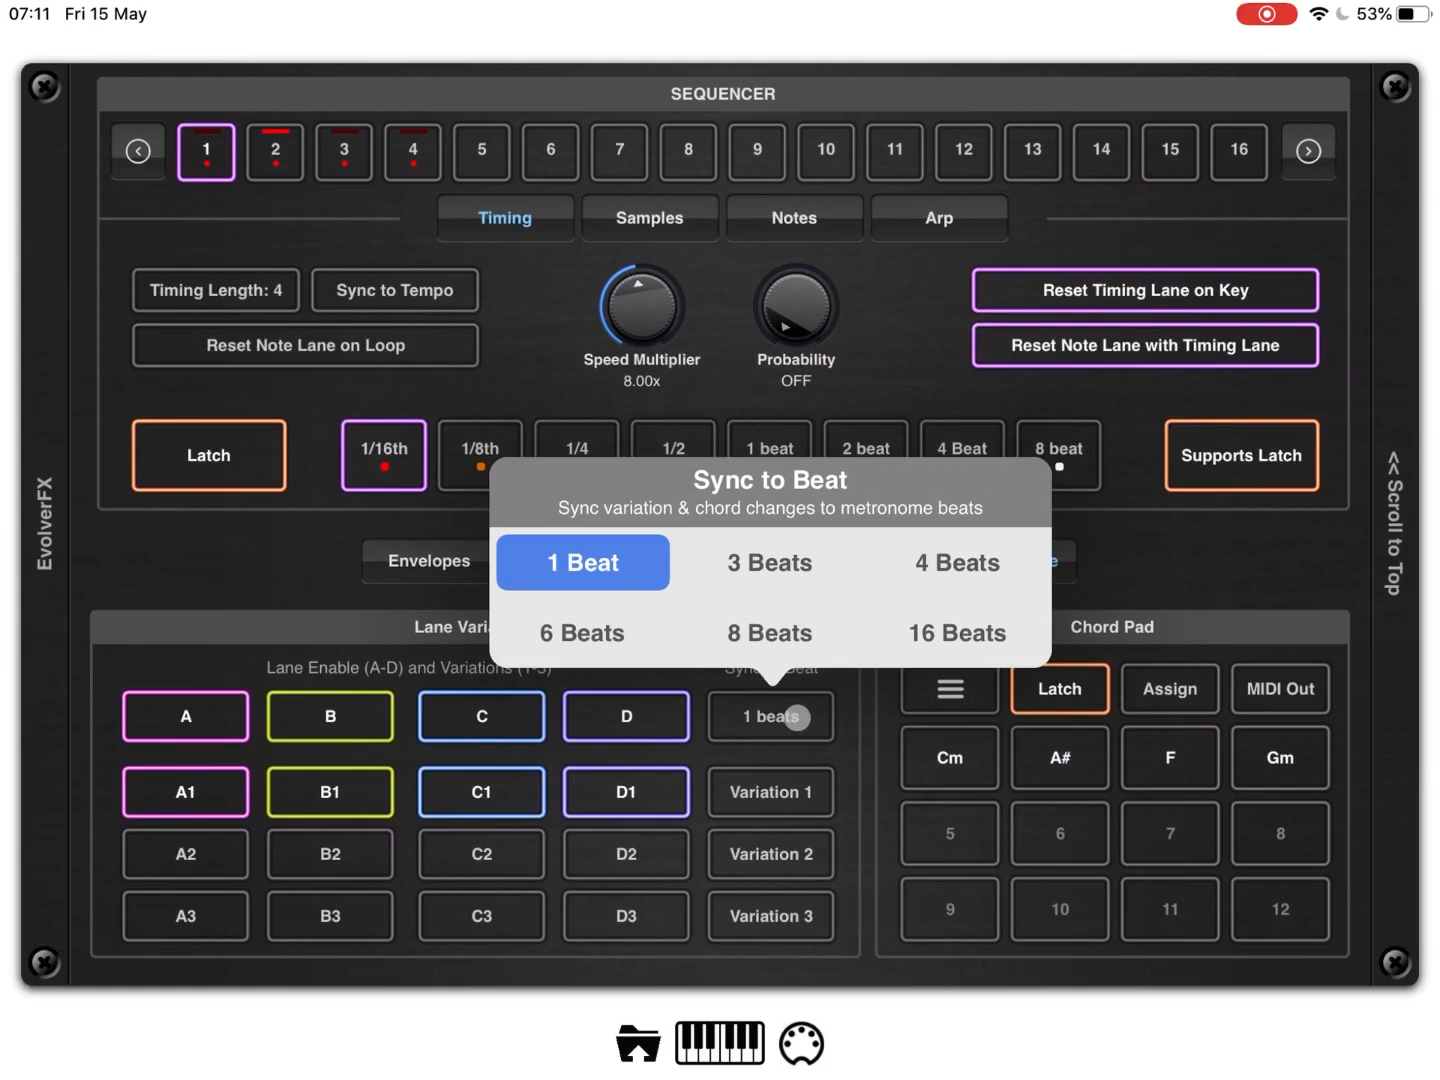 07:11 Fri 15 May
53%
SEQUENCER
1 2 3 4 5 6 7 8 9 10 11 12 13 14 15 16
Timing Samples Notes Arp
Timing Length: 4 Sync to Tempo
Reset Note Lane on Loop
Speed Multiplier
8.00x
Probability
OFF
Reset Timing Lane on Key
Reset Note Lane with Timing Lane
Latch
1/16th 1/8th 1/4 1/2 1 beat 2 beat 4 Beat 8 beat
Supports Latch
EvolverFX
<< Scroll to Top
Sync to Beat
Sync variation & chord changes to metronome beats
1 Beat 3 Beats 4 Beats
6 Beats 8 Beats 16 Beats
Envelopes
Lane Vari
Lane Enable (A-D) and Variations (1-3)
A B C D 1 beats
A1 B1 C1 D1 Variation 1
A2 B2 C2 D2 Variation 2
A3 B3 C3 D3 Variation 3
Chord Pad
Latch Assign MIDI Out
Cm A# F Gm
5 6 7 8
9 10 11 12